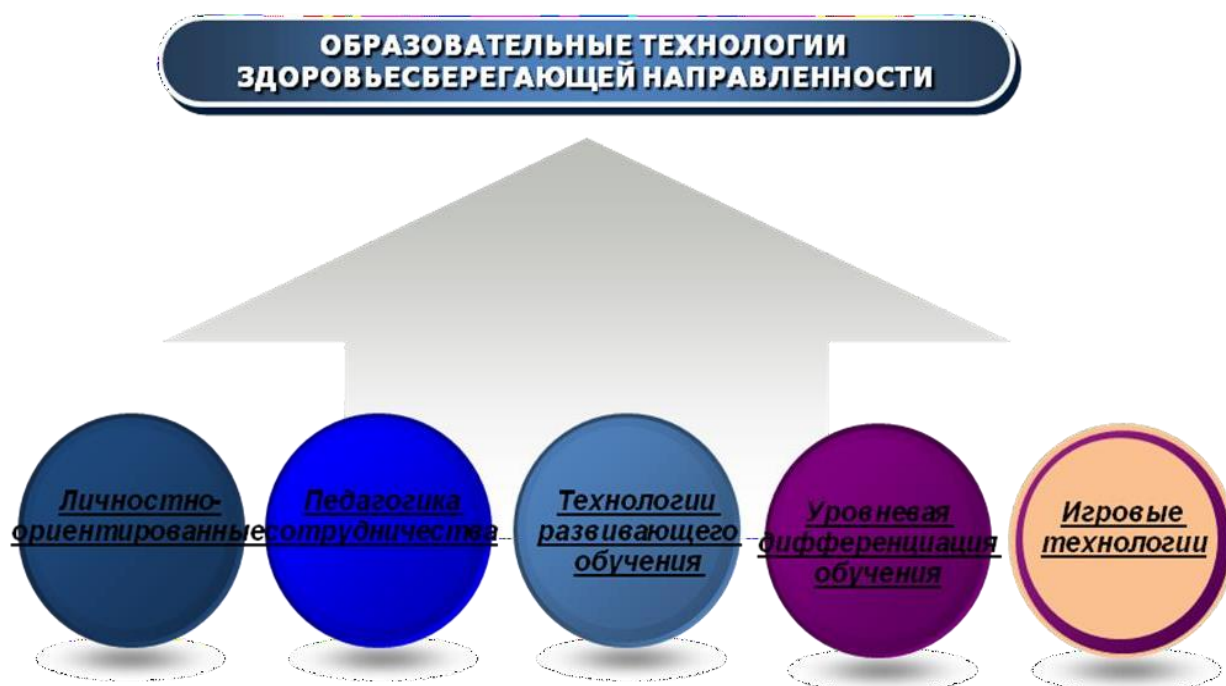 ОБРАЗОВАТЕЛЬНЫЕ ТЕХНОЛОГИИ
ЗДОРОВЬЕСБЕРЕГАЮЩЕЙ НАПРАВЛЕННОСТИ
Личностно-
ориентированные
Педагогика
сотрудничества
Технологии
развивающего
обучения
Уровневая
дифференциация
обучения
Игровые
технологии